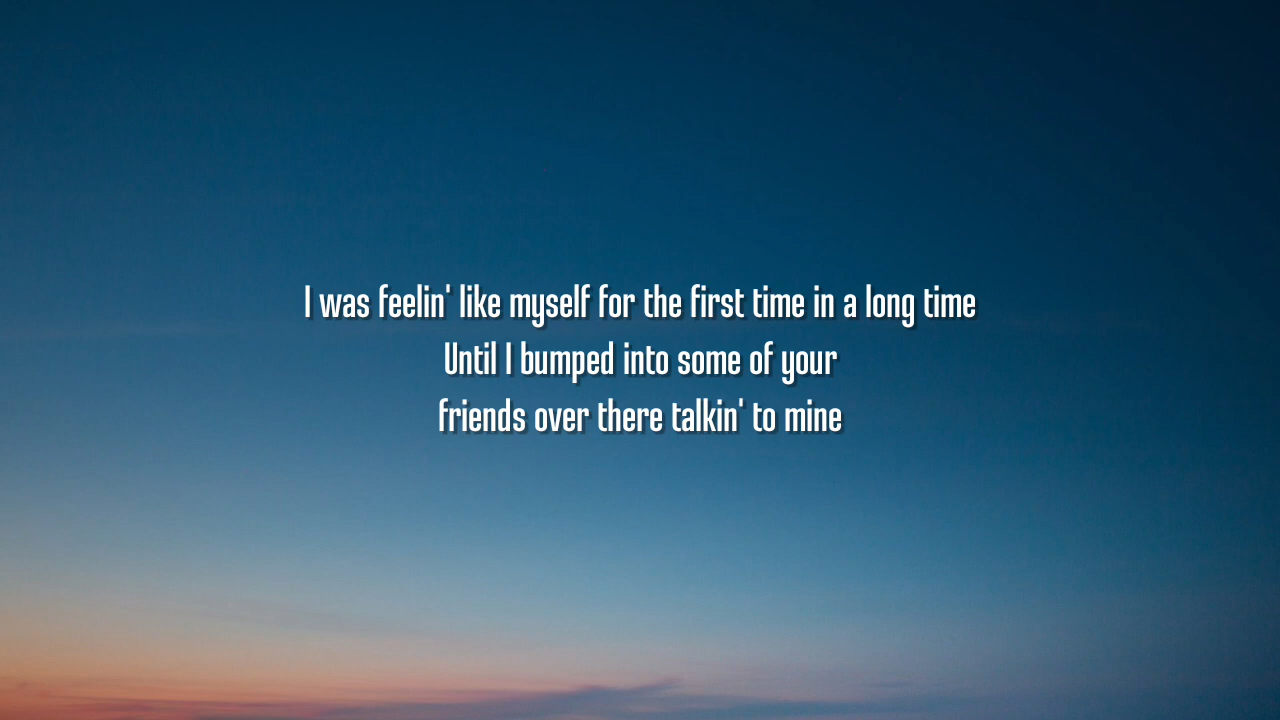 I was feelin' like myself for the first time in a long time
Until I bumped into some of your
friends over there talkin' to mine